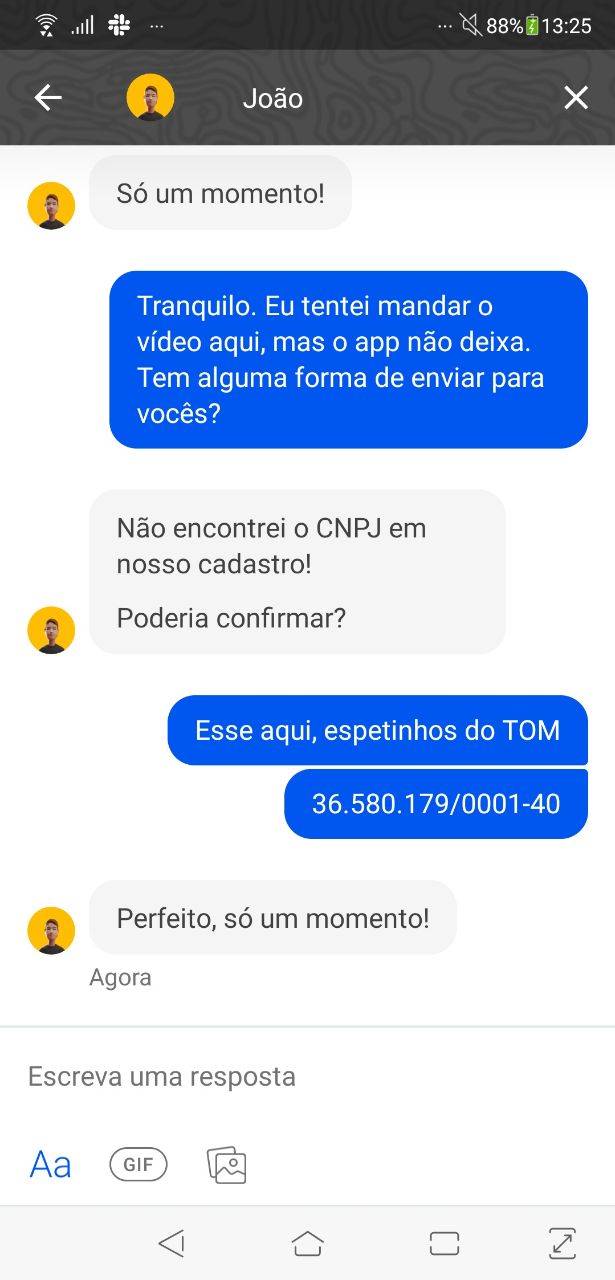 ... ... 88% 13:25
João
Só um momento!
Tranquilo. Eu tentei mandar o
vídeo aqui, mas o app não deixa.
Tem alguma forma de enviar para
vocês?
Não encontrei o CNPJ em
nosso cadastro!
Poderia confirmar?
Esse aqui, espetinhos do TOM
36.580.179/0001-40
Perfeito, só um momento!
Agora
Escreva uma resposta
Aa GIF